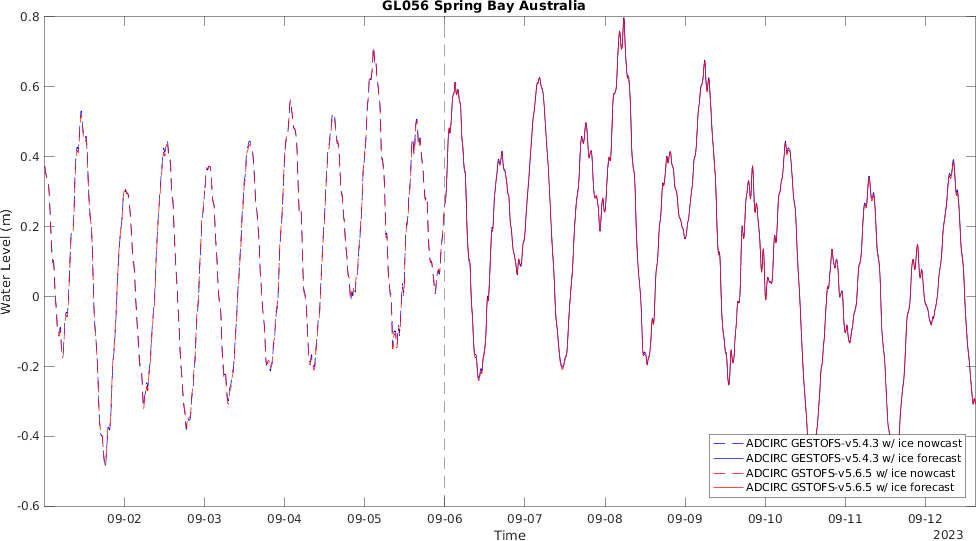 GL056 Spring Bay Australia
0.8
0.6
0.4
0.2
0
-0.2
-0.4
-0.6
Water Level (m)
ADCIRC GESTOFS-v5.4.3 w/ ice nowcast
ADCIRC GESTOFS-v5.4.3 w/ ice forecast
ADCIRC GSTOFS-v5.6.5 w/ ice nowcast
ADCIRC GSTOFS-v5.6.5 w/ ice forecast
09-02 09-03 09-04 09-05 09-06 09-07 09-08 09-09 09-10 09-11 09-12
Time
2023